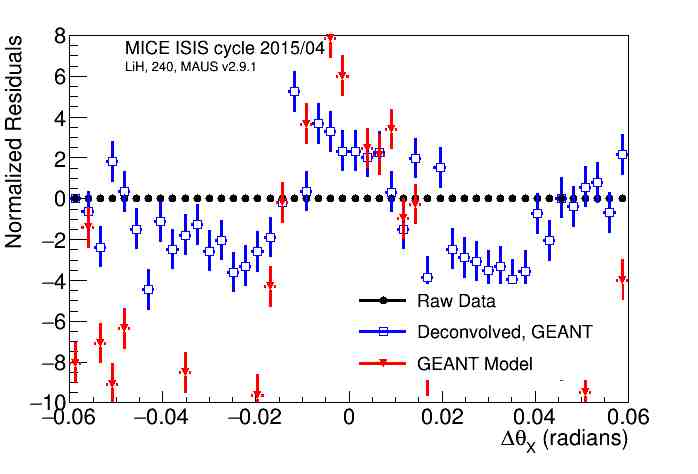 MICE ISIS cycle 2015/04
LiH, 240, MAUS v2.9.1
Normalized Residuals
8
6
4
2
0
−2
−4
−6
−8
−10
Raw Data
Deconvolved, GEANT
GEANT Model
−0.06 −0.04 −0.02 0 0.02 0.04 0.06
Δθ_X (radians)